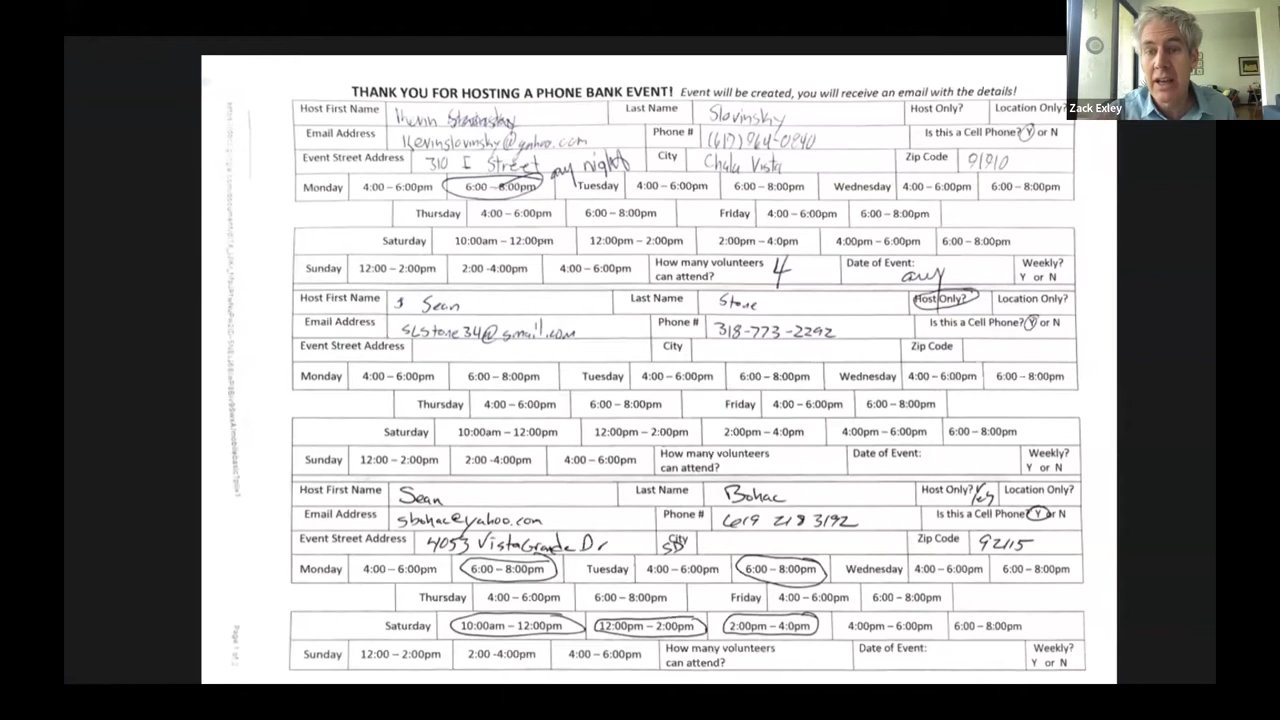 Zack Exley
THANK YOU FOR HOSTING A PHONE BANK EVENT! Event will be created, you will receive an email with the details!
Host First Name Last Name Slovinsky Host Only? Location Only?
Email Address Kevinslovinsky@yahoo.com Phone # (617) 964-0840 Is this a Cell Phone? Y or N
Event Street Address 310 I Street any night City Chula Vista Zip Code 91910
Monday 4:00 – 6:00pm 6:00 – 8:00pm Tuesday 4:00 – 6:00pm 6:00 – 8:00pm Wednesday 4:00 – 6:00pm 6:00 – 8:00pm
Thursday 4:00 – 6:00pm 6:00 – 8:00pm Friday 4:00 – 6:00pm 6:00 – 8:00pm
Saturday 10:00am – 12:00pm 12:00pm – 2:00pm 2:00pm – 4:0pm 4:00pm – 6:00pm 6:00 – 8:00pm
Sunday 12:00 – 2:00pm 2:00 -4:00pm 4:00 – 6:00pm How many volunteers can attend? 4 Date of Event: any Weekly? Y or N
Host First Name Sean Last Name Stone Host Only? Location Only?
Email Address slstone34@gmail.com Phone # 318-773-2292 Is this a Cell Phone? Y or N
Event Street Address City Zip Code
Monday 4:00 – 6:00pm 6:00 – 8:00pm Tuesday 4:00 – 6:00pm 6:00 – 8:00pm Wednesday 4:00 – 6:00pm 6:00 – 8:00pm
Thursday 4:00 – 6:00pm 6:00 – 8:00pm Friday 4:00 – 6:00pm 6:00 – 8:00pm
Saturday 10:00am – 12:00pm 12:00pm – 2:00pm 2:00pm – 4:0pm 4:00pm – 6:00pm 6:00 – 8:00pm
Sunday 12:00 – 2:00pm 2:00 -4:00pm 4:00 – 6:00pm How many volunteers can attend? Date of Event: Weekly? Y or N
Host First Name Sean Last Name Bohac Host Only? Yes Location Only?
Email Address sbohac@yahoo.com Phone # 619 218 3192 Is this a Cell Phone? Y or N
Event Street Address 4053 Vista Grande Dr City SD Zip Code 92115
Monday 4:00 – 6:00pm 6:00 – 8:00pm Tuesday 4:00 – 6:00pm 6:00 – 8:00pm Wednesday 4:00 – 6:00pm 6:00 – 8:00pm
Thursday 4:00 – 6:00pm 6:00 – 8:00pm Friday 4:00 – 6:00pm 6:00 – 8:00pm
Saturday 10:00am – 12:00pm 12:00pm – 2:00pm 2:00pm – 4:0pm 4:00pm – 6:00pm 6:00 – 8:00pm
Sunday 12:00 – 2:00pm 2:00 -4:00pm 4:00 – 6:00pm How many volunteers can attend? Date of Event: Weekly? Y or N